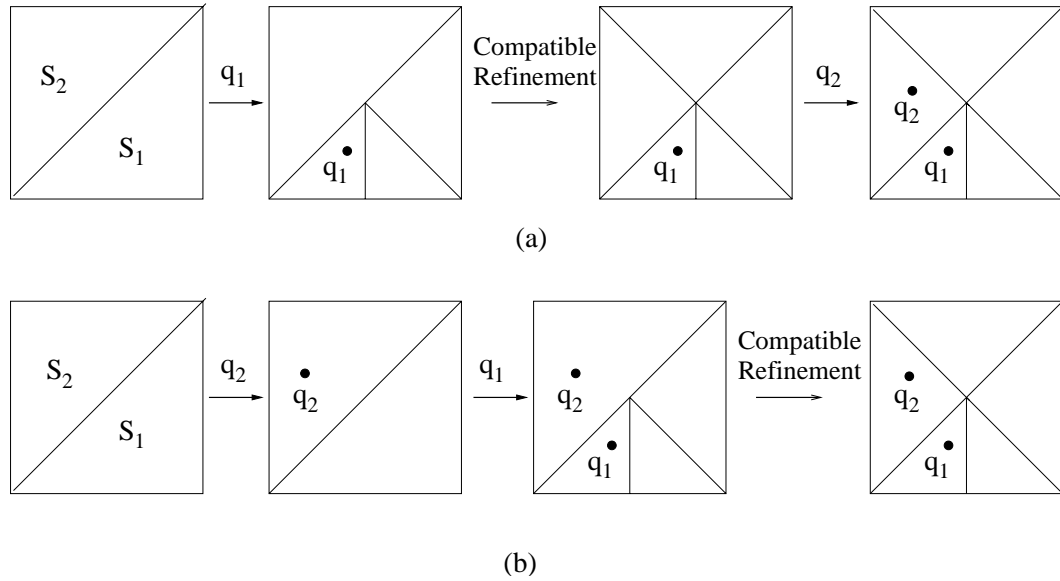 S2
S1
q1
q1
Compatible
Refinement
q1
q2
q2
q1
(a)
S2
S1
q2
q2
q1
q2
q1
Compatible
Refinement
q2
q1
(b)